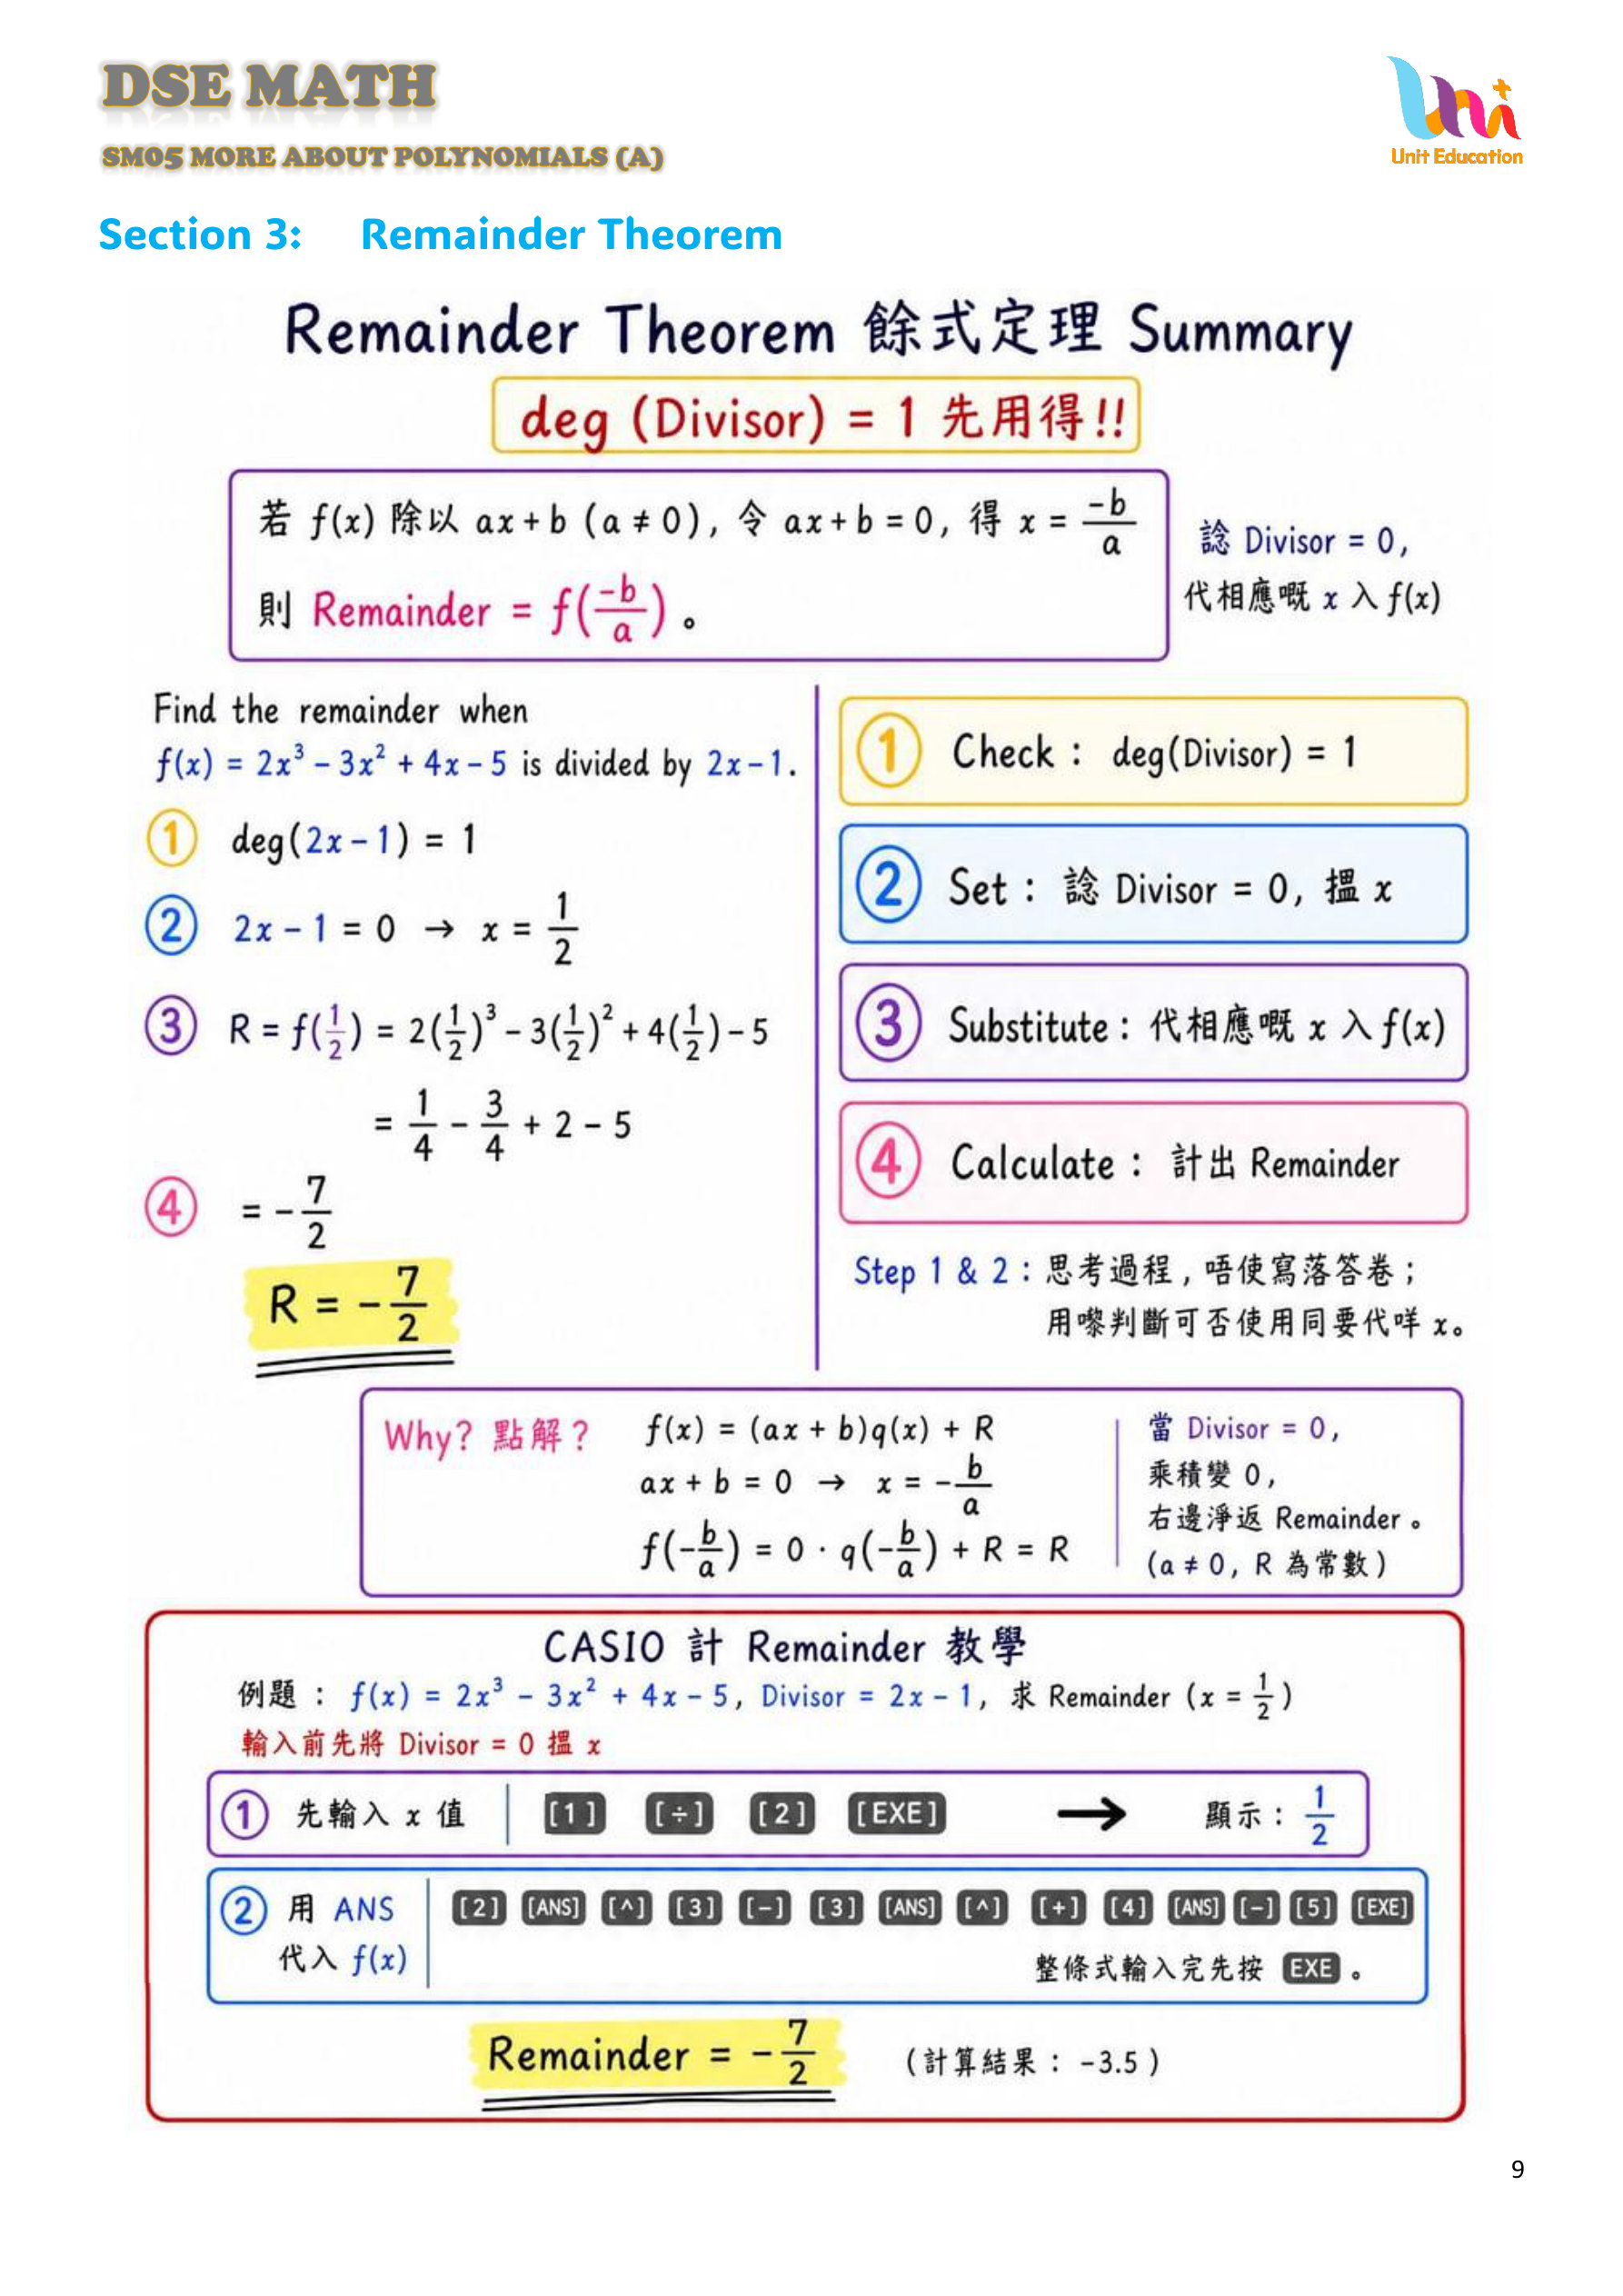 DSE MATH
SM05 MORE ABOUT POLYNOMIALS (A)
Unit Education
Section 3: Remainder Theorem
Remainder Theorem 餘式定理 Summary
deg (Divisor) = 1 先用得!!
若 f(x) 除以 ax + b (a ≠ 0), 令 ax + b = 0, 得 x = -b/a
則 Remainder = f(-b/a)。
諗 Divisor = 0,
代相應嘅 x 入 f(x)
Find the remainder when
f(x) = 2x³ – 3x² + 4x – 5 is divided by 2x – 1.
① deg(2x – 1) = 1
② 2x – 1 = 0 → x = 1/2
③ R = f(1/2) = 2(1/2)³ – 3(1/2)² + 4(1/2) – 5
= 1/4 – 3/4 + 2 – 5
④ = –7/2
R = –7/2
① Check : deg(Divisor) = 1
② Set : 諗 Divisor = 0, 搵 x
③ Substitute : 代相應嘅 x 入 f(x)
④ Calculate : 計出 Remainder
Step 1 & 2 : 思考過程, 唔使寫落答卷;
用嚟判斷可否使用同要代咩 x。
Why? 點解?
f(x) = (ax + b)q(x) + R
ax + b = 0 → x = –b/a
f(–b/a) = 0 · q(–b/a) + R = R
當 Divisor = 0,
乘積變 0,
右邊淨返 Remainder。
(a ≠ 0, R 為常數)
CASIO 計 Remainder 教學
例題 : f(x) = 2x³ – 3x² + 4x – 5, Divisor = 2x – 1, 求 Remainder (x = 1/2)
輸入前先將 Divisor = 0 搵 x
① 先輸入 x 值 [1] [÷] [2] [EXE] → 顯示 : 1/2
② 用 ANS [2] [ANS] [^] [3] [–] [3] [ANS] [^] [+] [4] [ANS] [–] [5] [EXE]
代入 f(x)
整條式輸入完先按 EXE。
Remainder = –7/2 (計算結果 : –3.5)
9